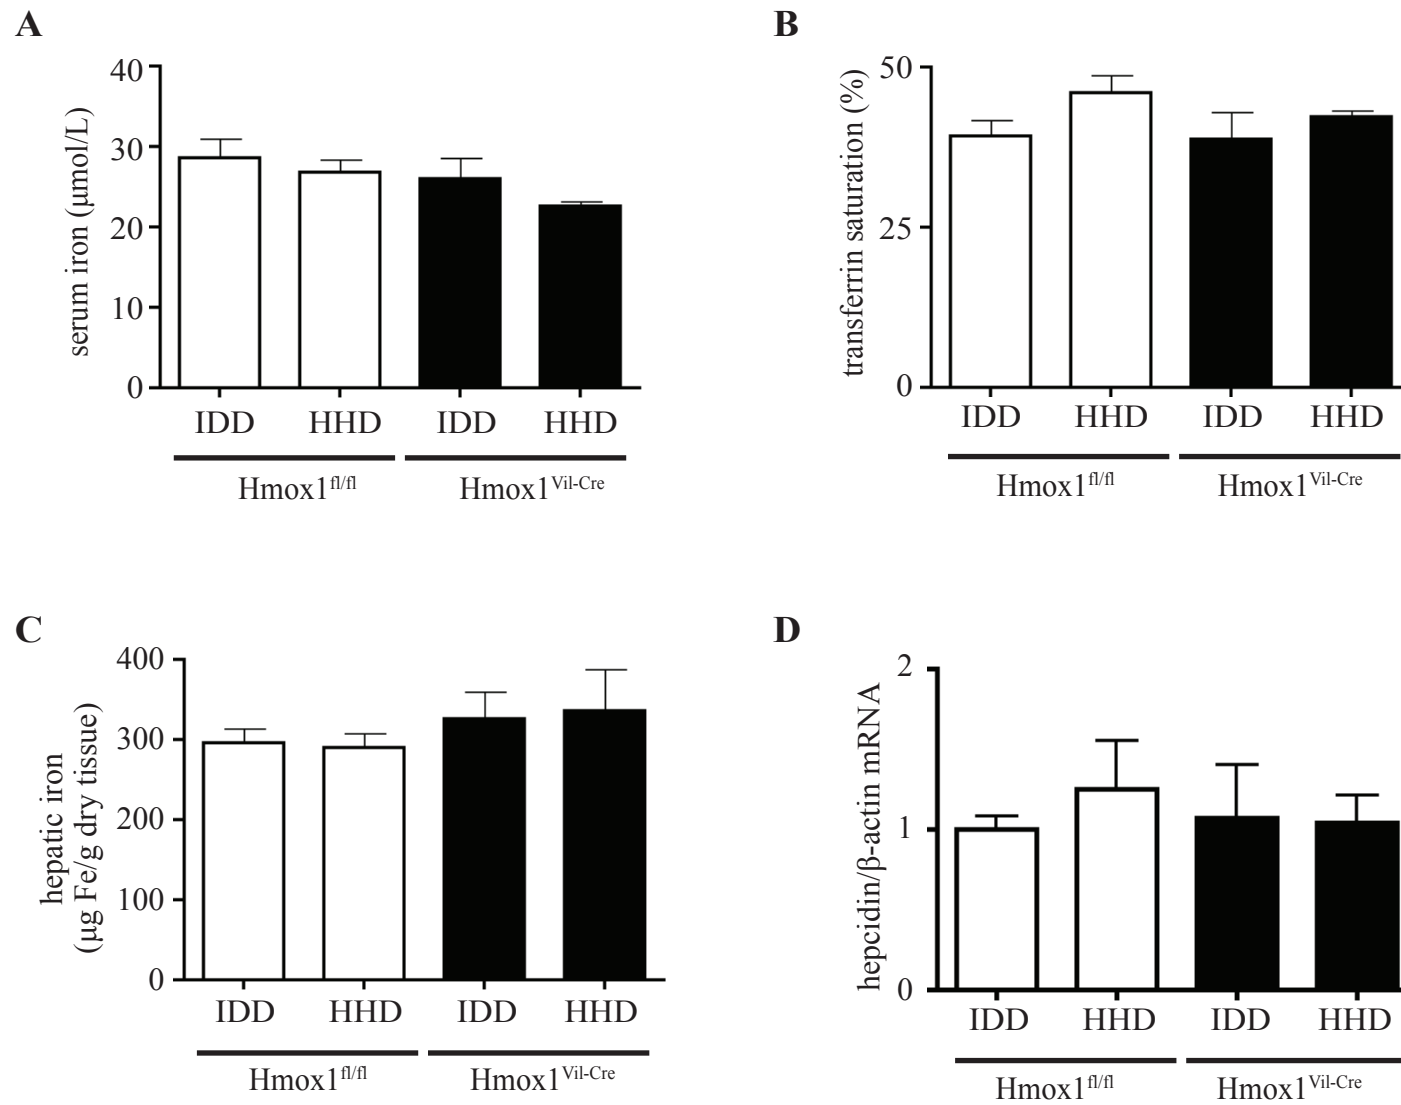 A
serum iron (µmol/L)
40
30
20
10
0
IDD HHD IDD HHD
Hmox1fl/fl Hmox1Vil-Cre
B
transferrin saturation (%)
50
25
0
IDD HHD IDD HHD
Hmox1fl/fl Hmox1Vil-Cre
C
hepatic iron
(µg Fe/g dry tissue)
400
300
200
100
0
IDD HHD IDD HHD
Hmox1fl/fl Hmox1Vil-Cre
D
hepcidin/β-actin mRNA
2
1
0
IDD HHD IDD HHD
Hmox1fl/fl Hmox1Vil-Cre